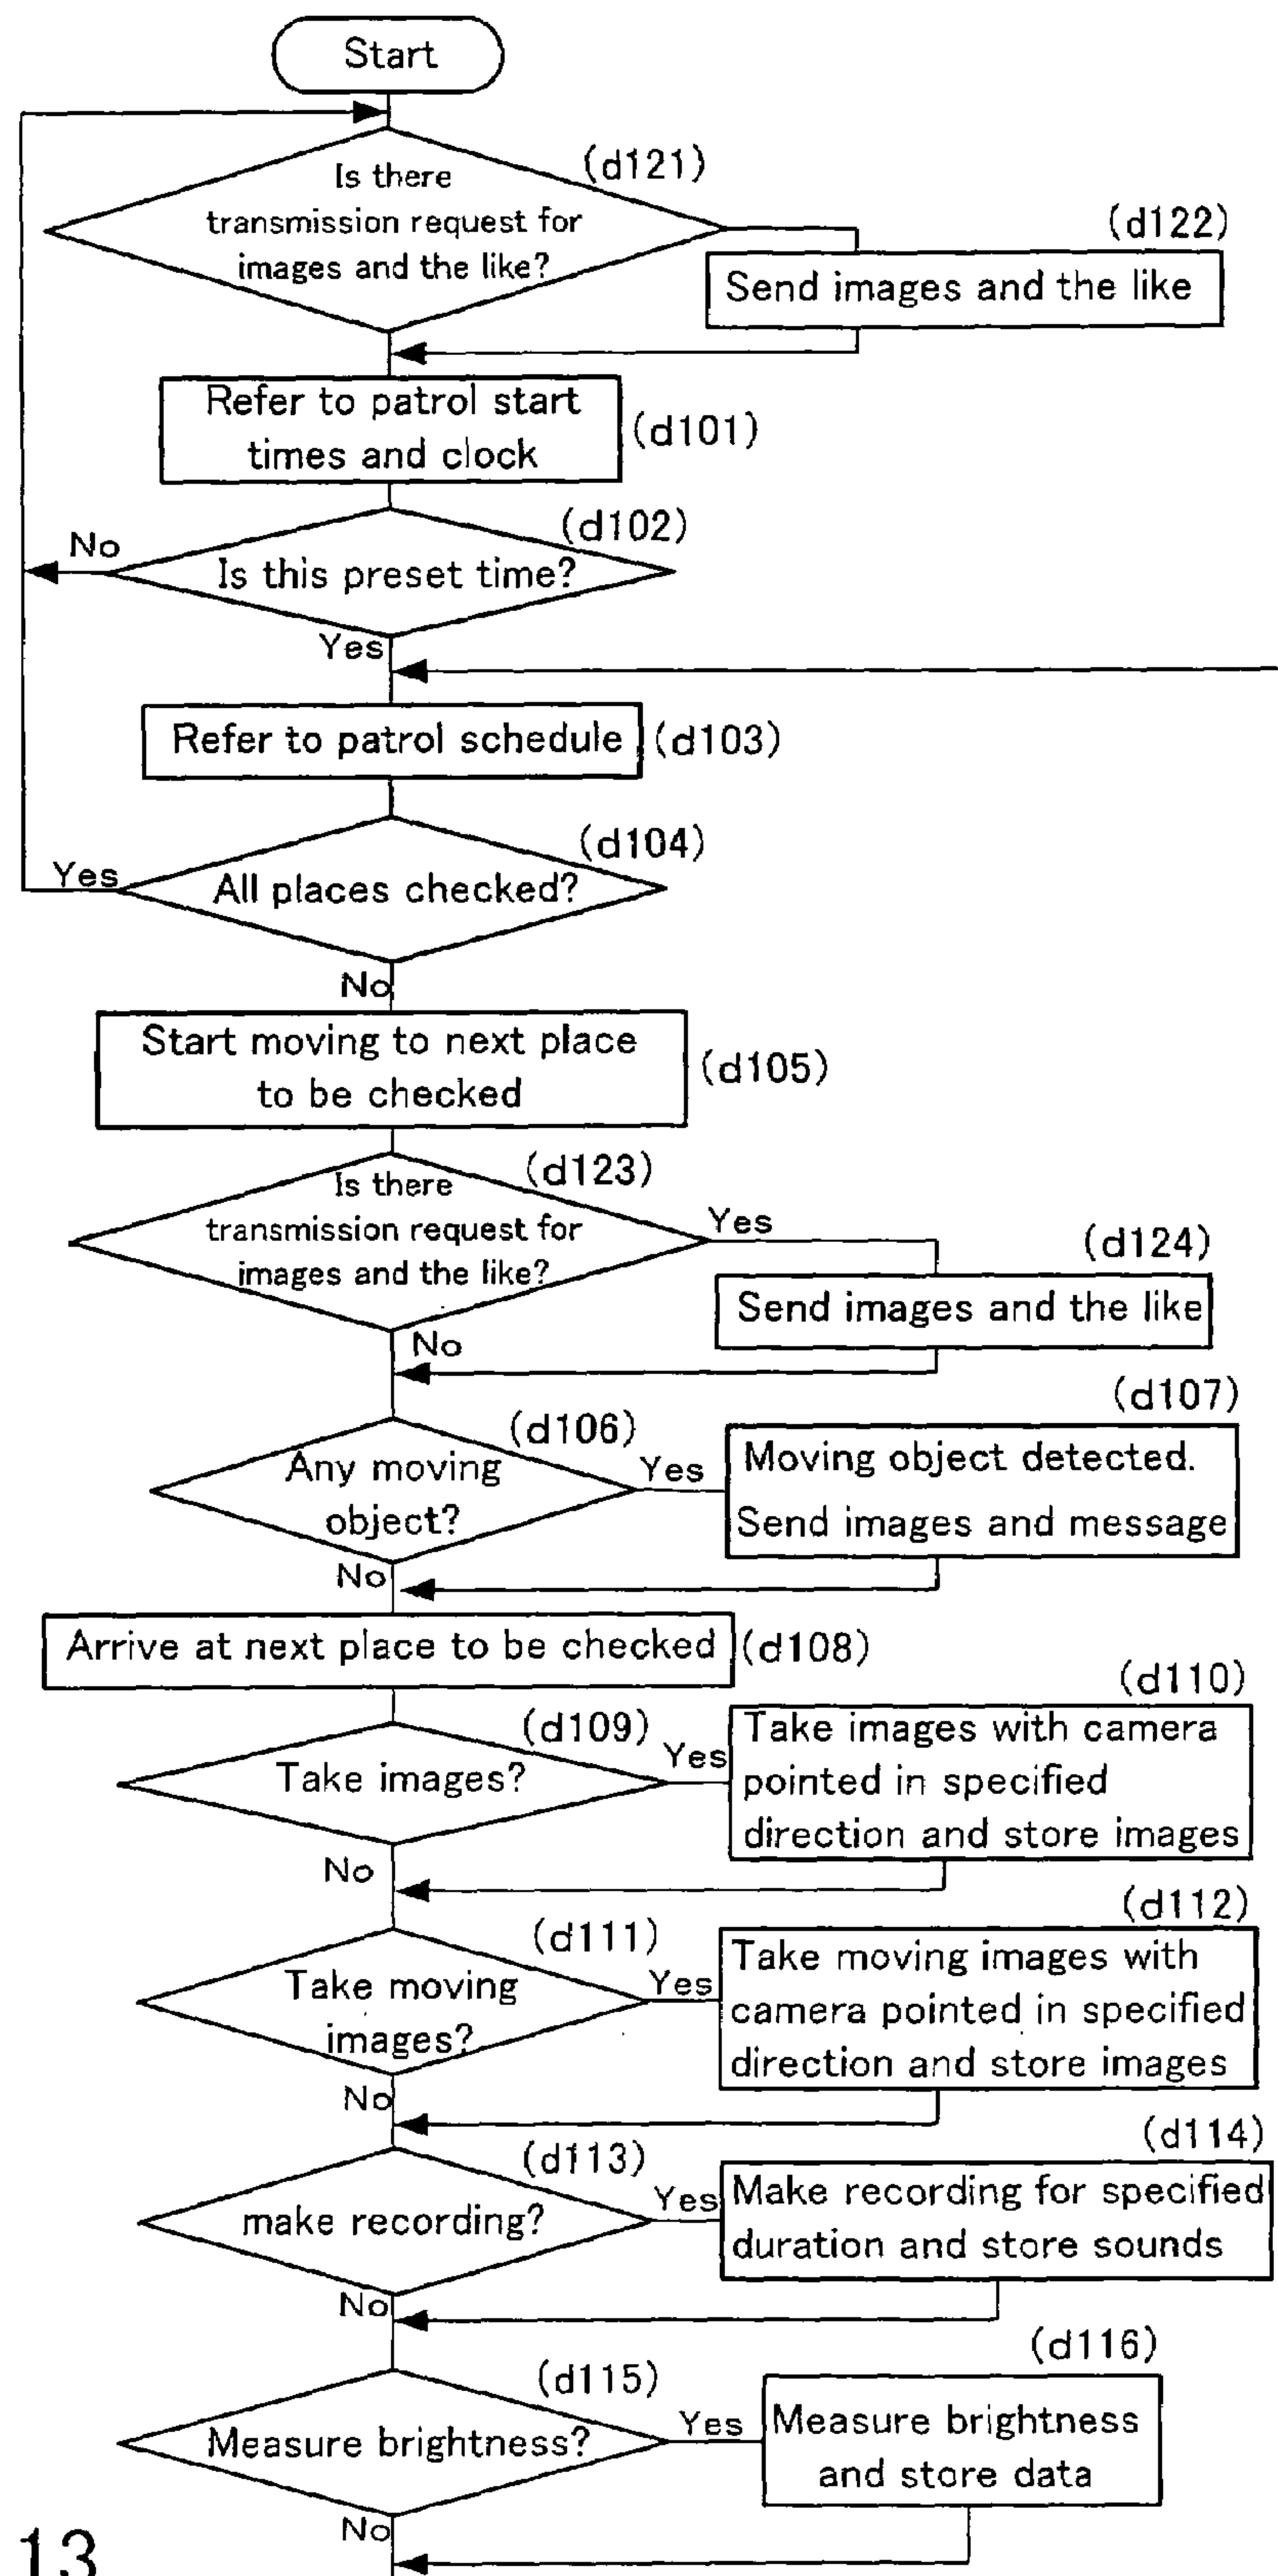 Start
(d121)
Is there
transmission request for
images and the like?
(d122)
Send images and the like
Refer to patrol start
times and clock
(d101)
(d102)
No
Is this preset time?
Yes
Refer to patrol schedule
(d103)
(d104)
Yes
All places checked?
No
Start moving to next place
to be checked
(d105)
(d123)
Is there
transmission request for
images and the like?
Yes
(d124)
Send images and the like
No
(d106)
Any moving
object?
Yes
(d107)
Moving object detected.
Send images and message
No
Arrive at next place to be checked
(d108)
(d109)
Take images?
Yes
(d110)
Take images with camera
pointed in specified
direction and store images
No
(d111)
Take moving
images?
Yes
(d112)
Take moving images with
camera pointed in specified
direction and store images
No
(d113)
make recording?
Yes
(d114)
Make recording for specified
duration and store sounds
No
(d115)
Measure brightness?
Yes
(d116)
Measure brightness
and store data
No
13